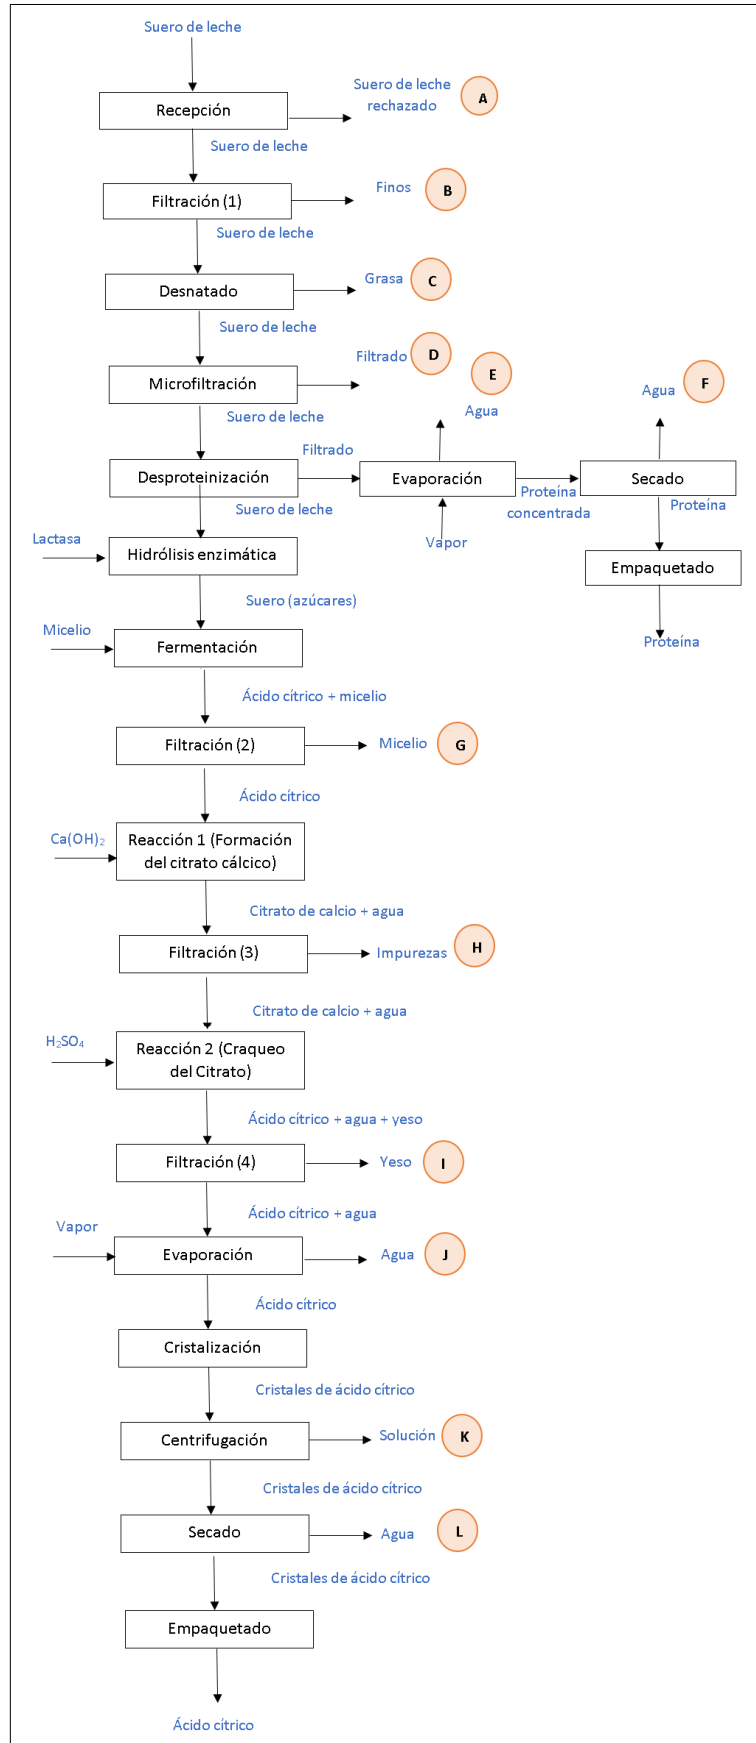 Suero de leche
Recepción
Suero de leche
rechazado
A
Suero de leche
Filtración (1)
Finos
B
Suero de leche
Desnatado
Grasa
C
Suero de leche
Microfiltración
Filtrado
D
E
Agua
Agua
F
Suero de leche
Filtrado
Desproteinización
Evaporación
Proteína
concentrada
Secado
Proteína
Suero de leche
Vapor
Lactasa
Hidrólisis enzimática
Empaquetado
Suero (azúcares)
Proteína
Micelio
Fermentación
Ácido cítrico + micelio
Filtración (2)
Micelio
G
Ácido cítrico
Ca(OH)₂
Reacción 1 (Formación
del citrato cálcico)
Citrato de calcio + agua
Filtración (3)
Impurezas
H
Citrato de calcio + agua
H₂SO₄
Reacción 2 (Craqueo
del Citrato)
Ácido cítrico + agua + yeso
Filtración (4)
Yeso
I
Ácido cítrico + agua
Vapor
Evaporación
Agua
J
Ácido cítrico
Cristalización
Cristales de ácido cítrico
Centrifugación
Solución
K
Cristales de ácido cítrico
Secado
Agua
L
Cristales de ácido cítrico
Empaquetado
Ácido cítrico